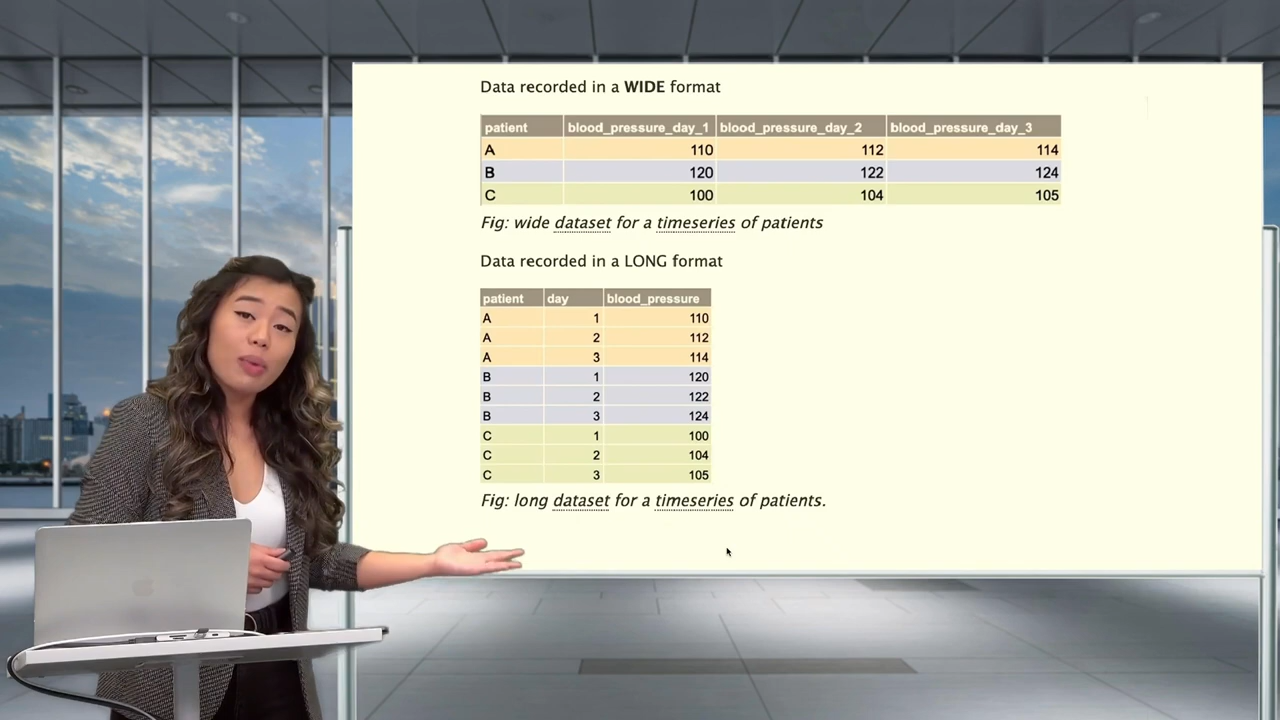 Data recorded in a WIDE format
patient blood_pressure_day_1 blood_pressure_day_2 blood_pressure_day_3
A 110 112 114
B 120 122 124
C 100 104 105
Fig: wide dataset for a timeseries of patients
Data recorded in a LONG format
patient day blood_pressure
A 1 110
A 2 112
A 3 114
B 1 120
B 2 122
B 3 124
C 1 100
C 2 104
C 3 105
Fig: long dataset for a timeseries of patients.